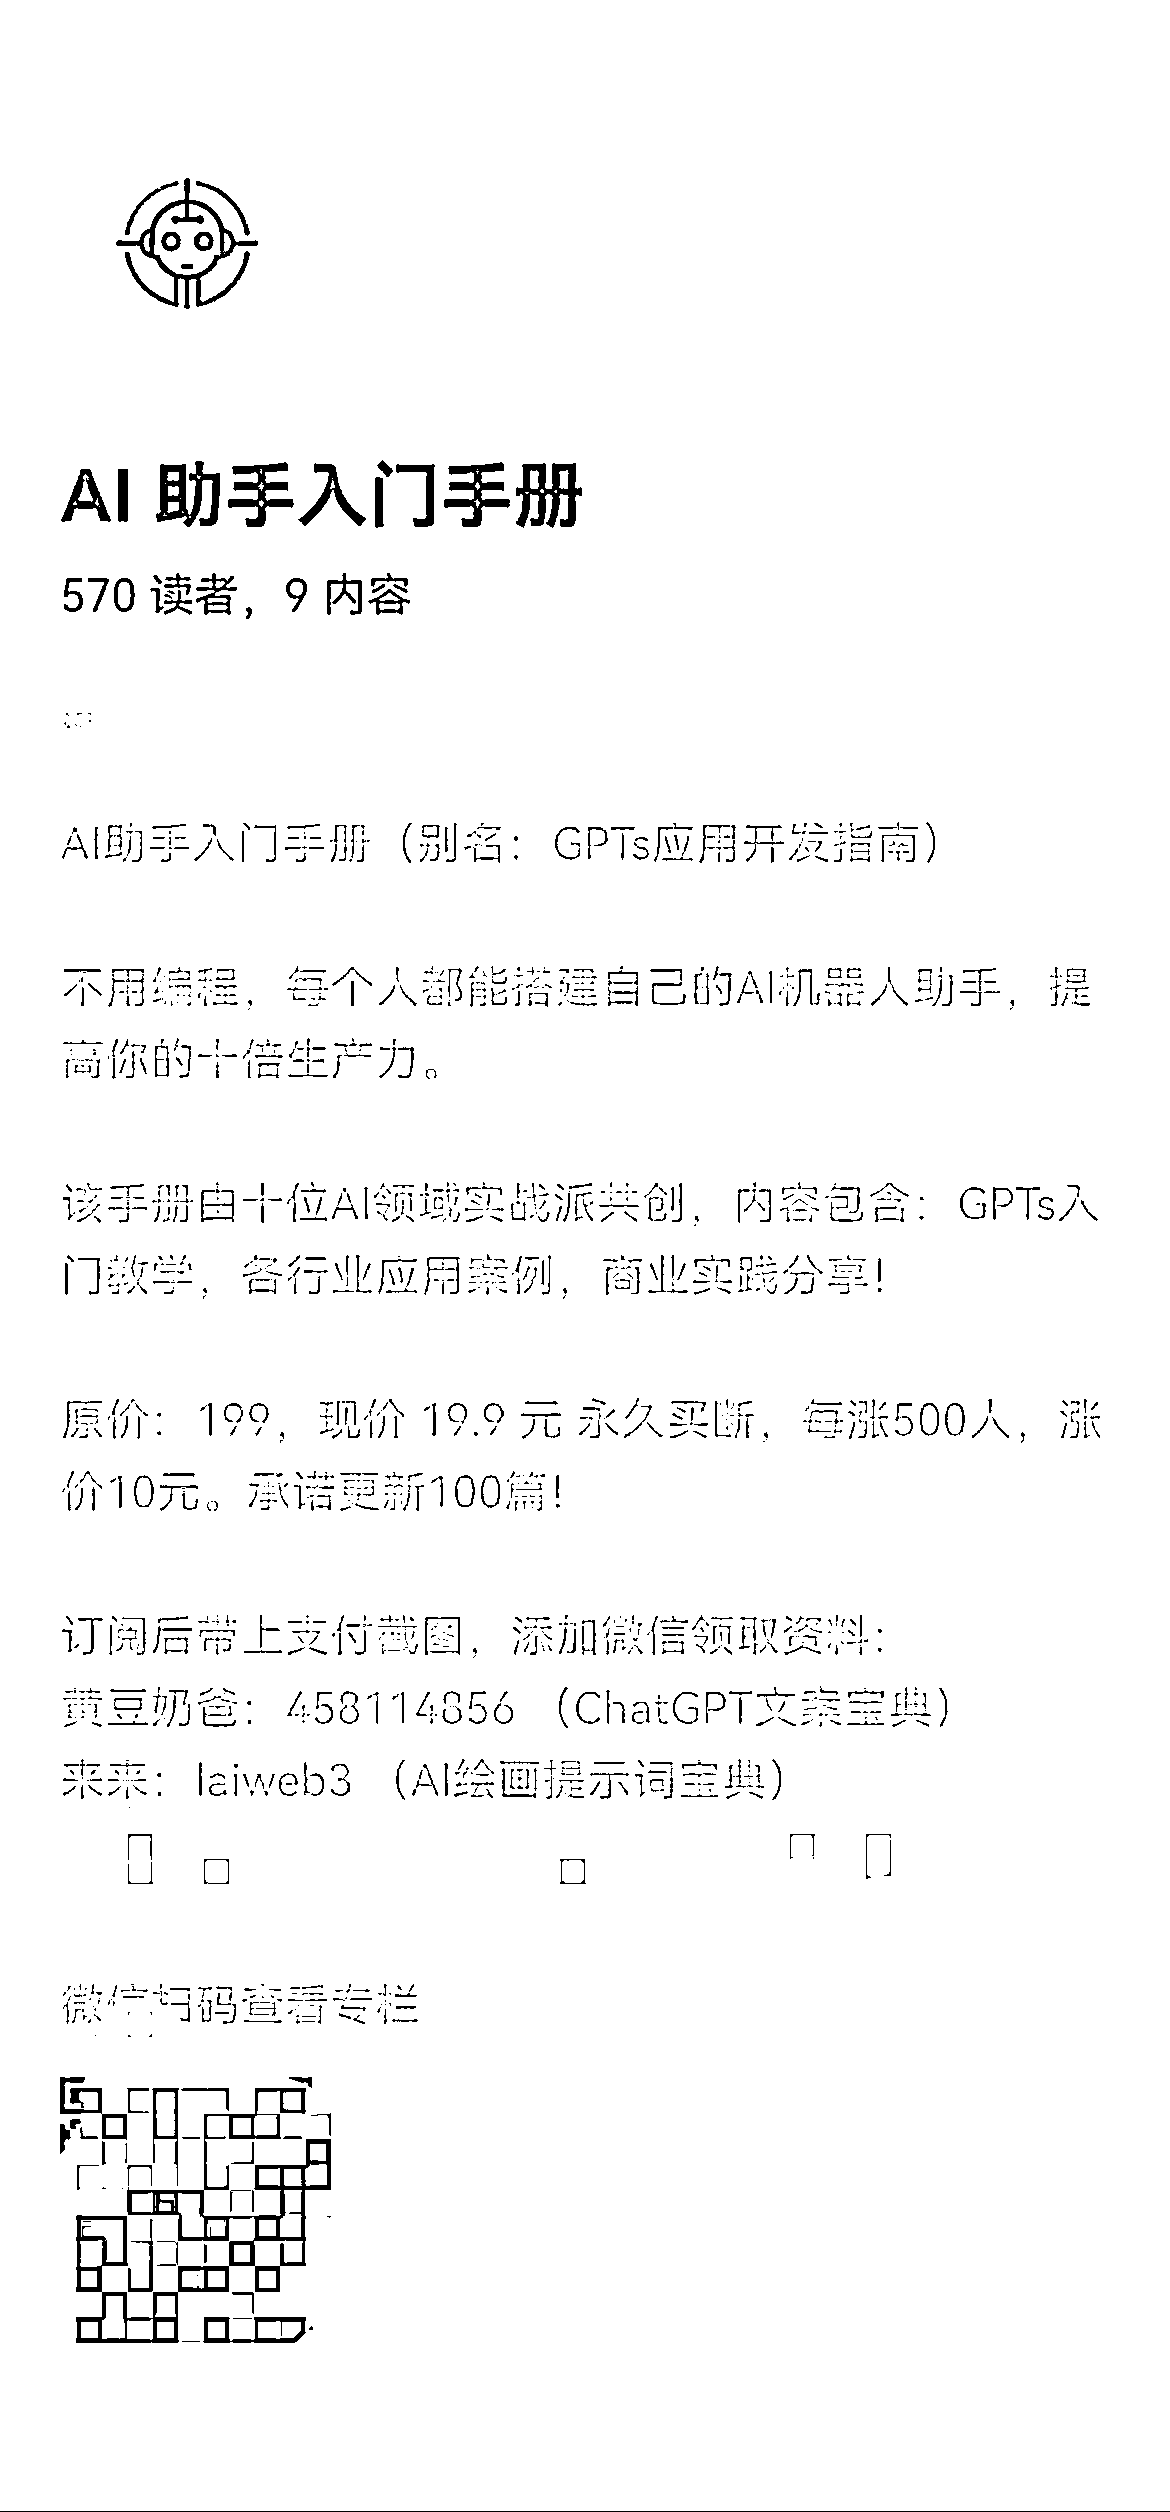 AI 助手入门手册
570 读者，9 内容
AI助手入门手册（别名：GPTs应用开发指南）
不用编程，每个人都能搭建自己的AI机器人助手，提
高你的十倍生产力。
该手册由十位AI领域实战派共创，内容包含：GPTs入
门教学，各行业应用案例，商业实践分享！
原价：199，现价 19.9 元 永久买断，每涨500人，涨
价10元。承诺更新100篇！
订阅后带上支付截图，添加微信领取资料：
黄豆奶爸：458114856 （ChatGPT文案宝典）
来来：laiweb3 （AI绘画提示词宝典）
微信扫码查看专栏